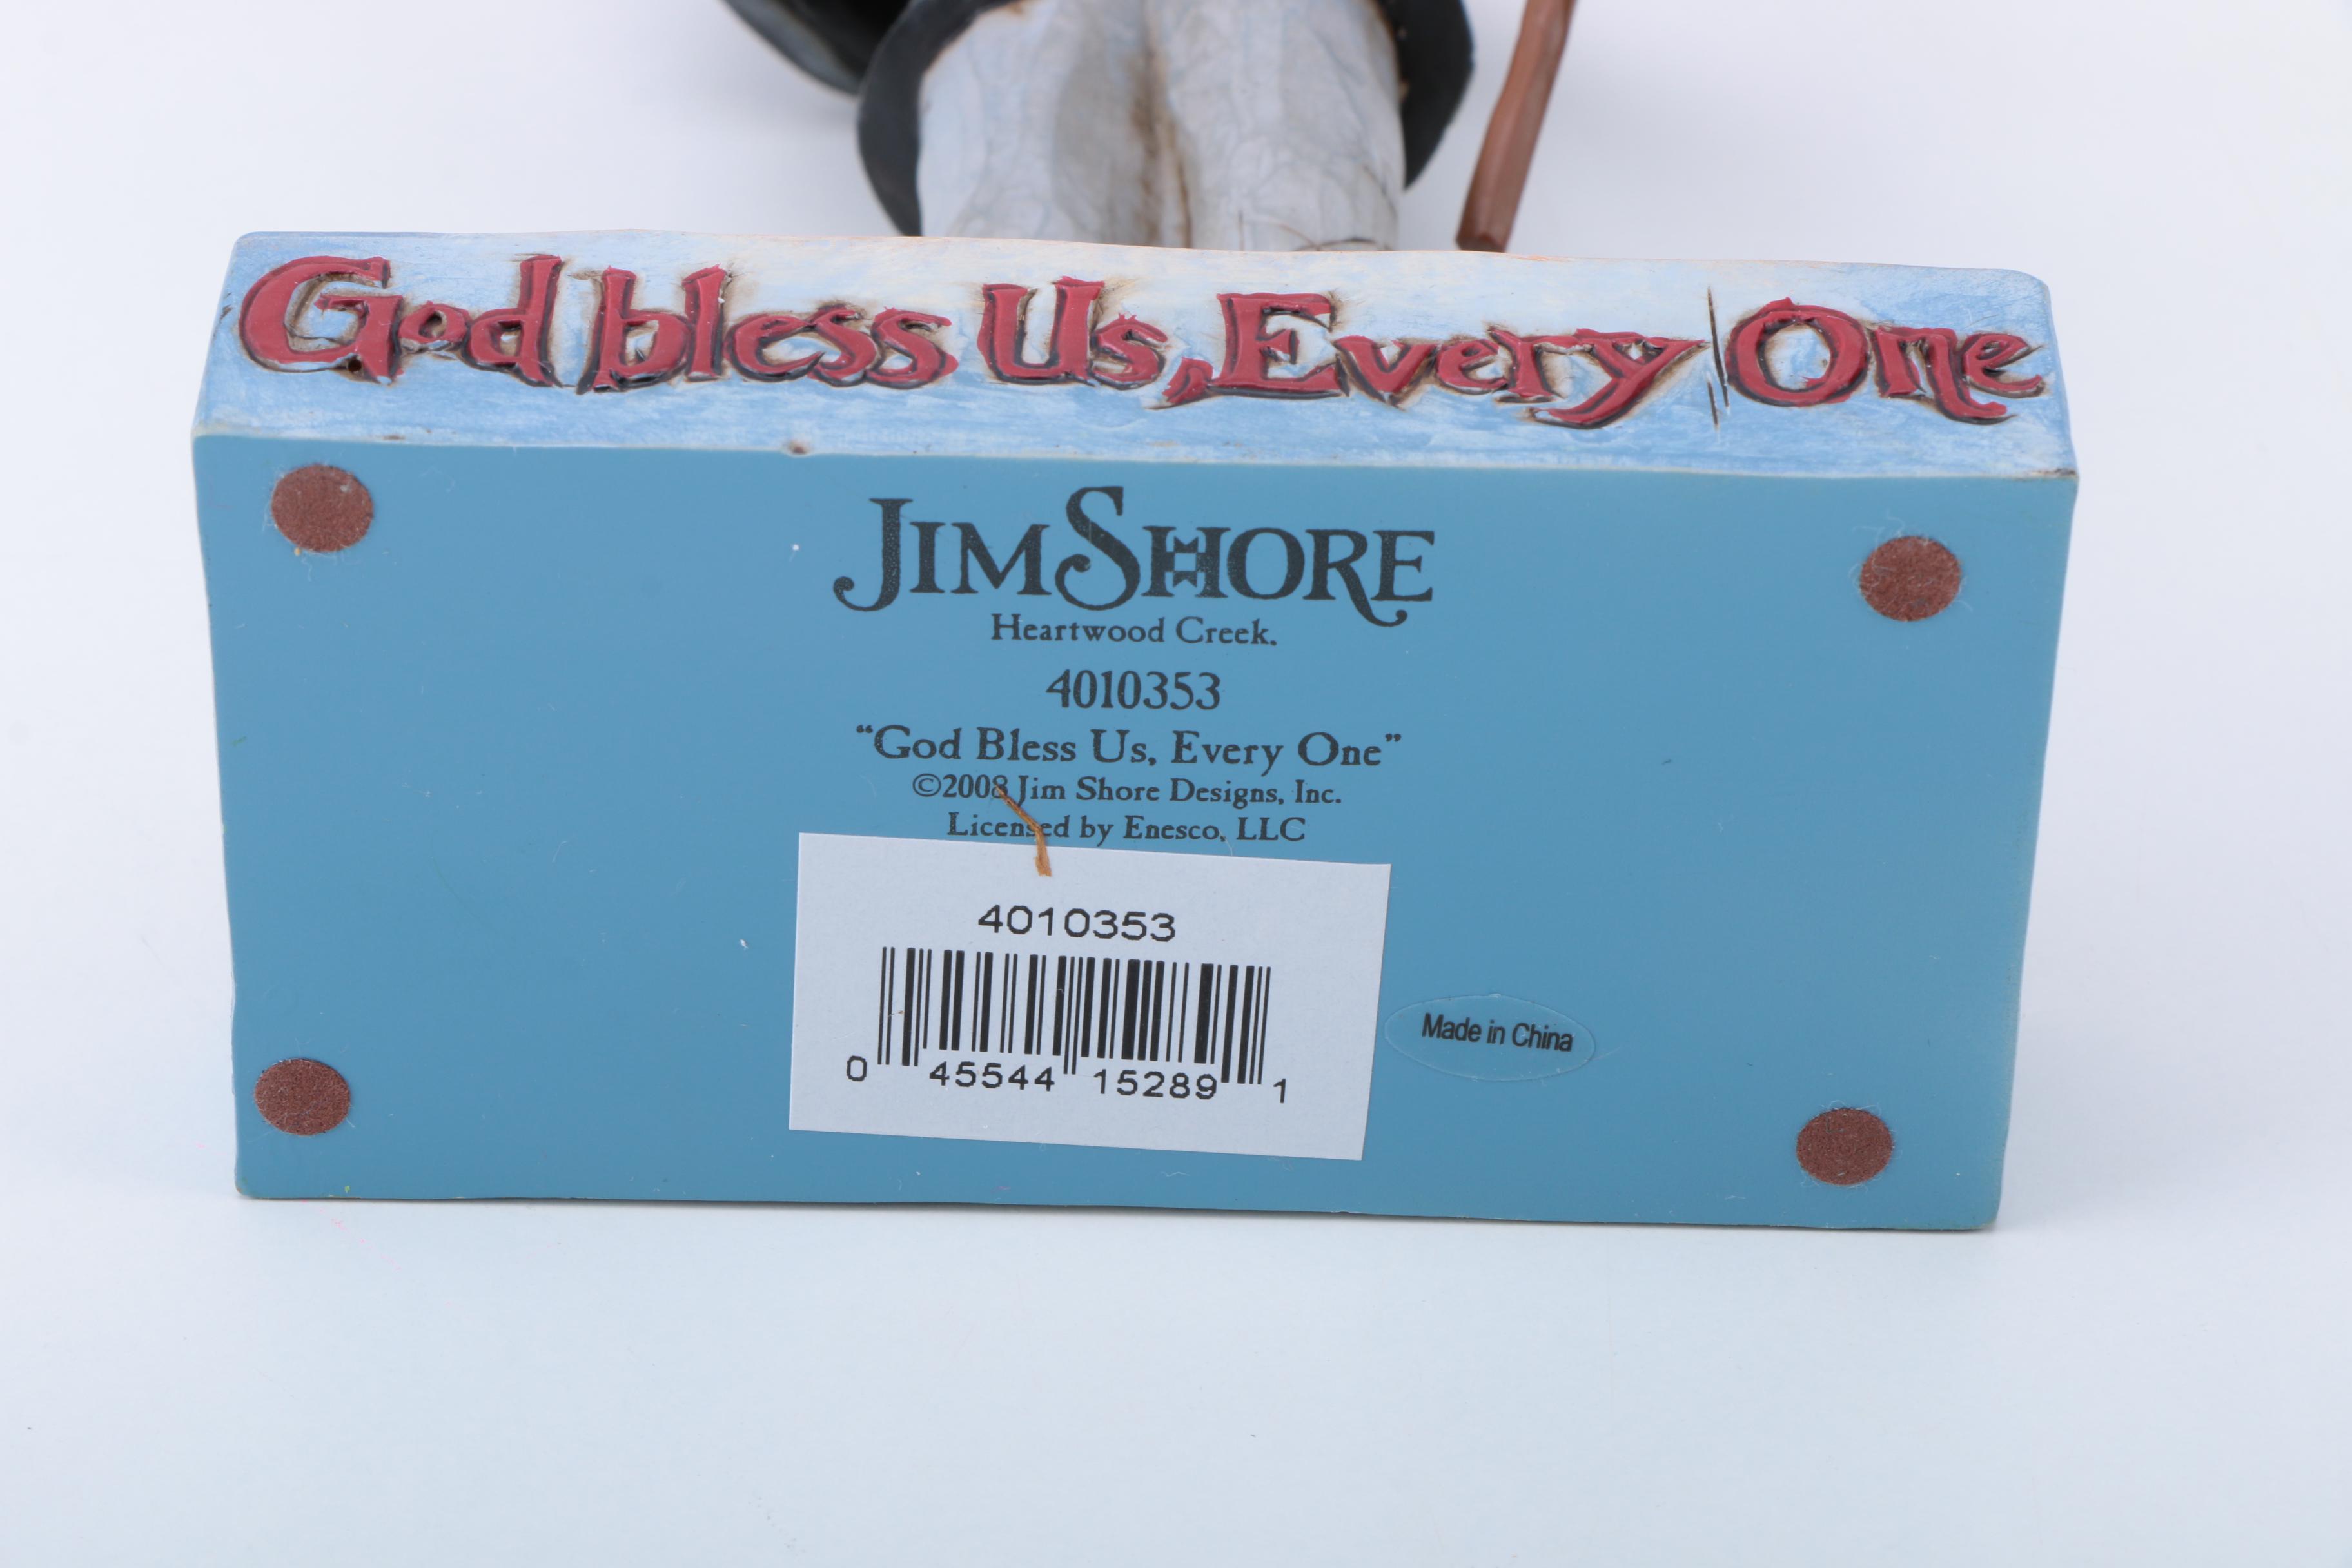 God bless Us, Every One
JIM SHORE
Heartwood Creek.
4010353
“God Bless Us, Every One”
©2008 Jim Shore Designs, Inc.
Licensed by Enesco, LLC
4010353
0 45544 15289 1
Made in China